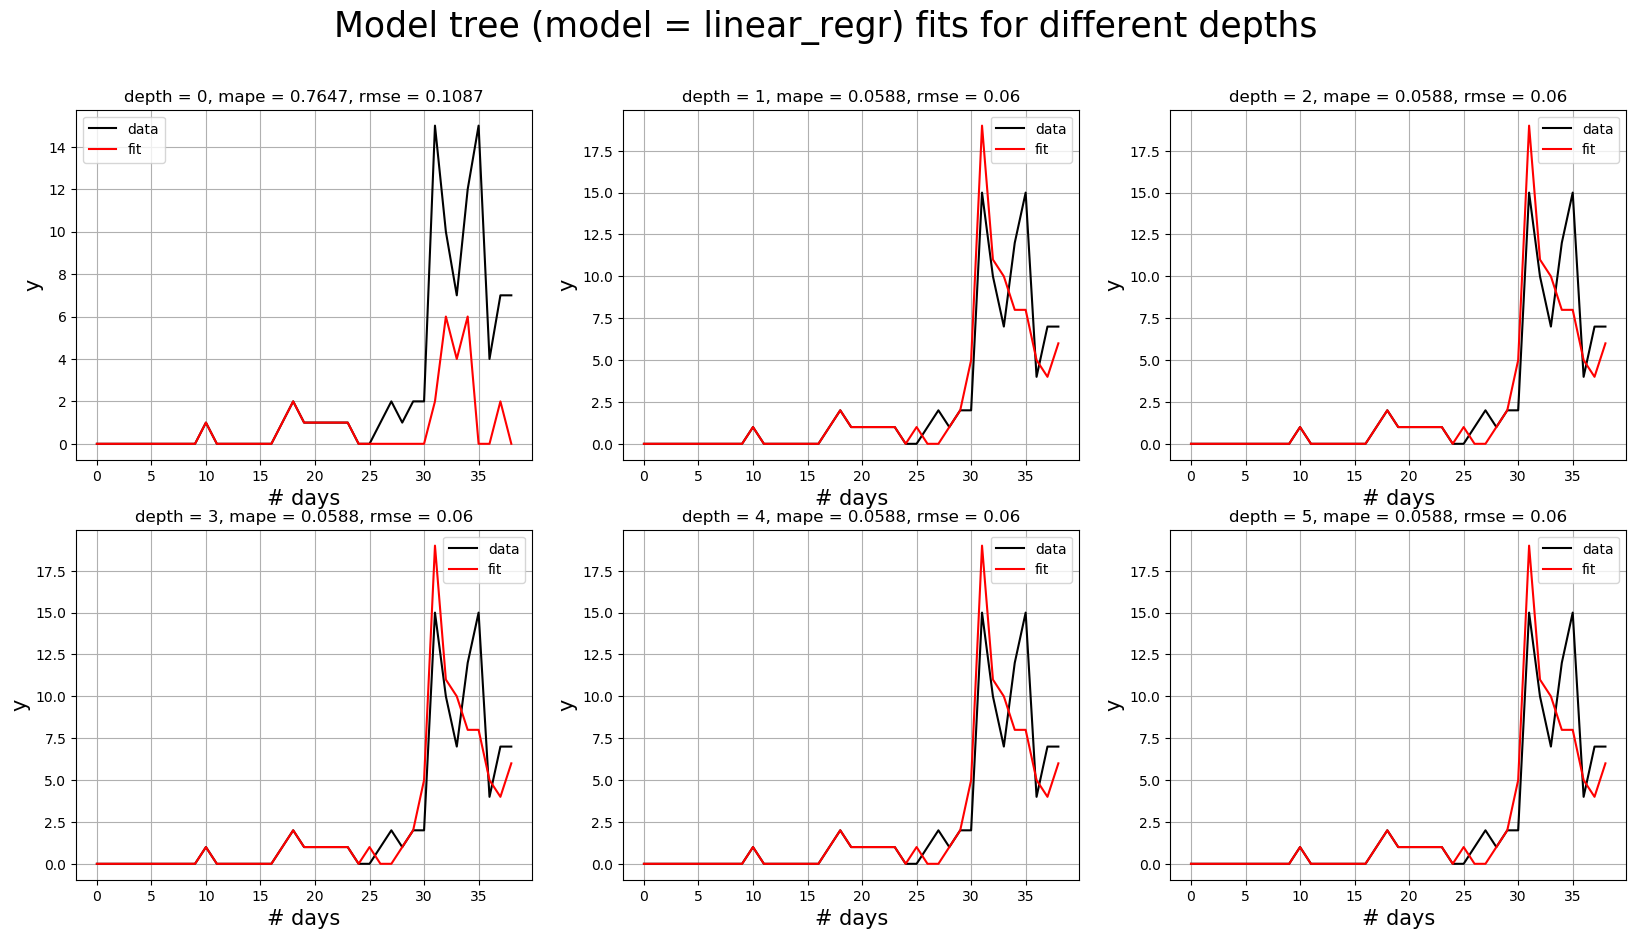 Model tree (model = linear_regr) fits for different depths
depth = 0, mape = 0.7647, rmse = 0.1087
data
fit
14
12
10
8
6
4
2
0
y
0 5 10 15 20 25 30 35
# days
depth = 1, mape = 0.0588, rmse = 0.06
data
fit
17.5
15.0
12.5
10.0
7.5
5.0
2.5
0.0
y
0 5 10 15 20 25 30 35
# days
depth = 2, mape = 0.0588, rmse = 0.06
data
fit
17.5
15.0
12.5
10.0
7.5
5.0
2.5
0.0
y
0 5 10 15 20 25 30 35
# days
depth = 3, mape = 0.0588, rmse = 0.06
data
fit
17.5
15.0
12.5
10.0
7.5
5.0
2.5
0.0
y
0 5 10 15 20 25 30 35
# days
depth = 4, mape = 0.0588, rmse = 0.06
data
fit
17.5
15.0
12.5
10.0
7.5
5.0
2.5
0.0
y
0 5 10 15 20 25 30 35
# days
depth = 5, mape = 0.0588, rmse = 0.06
data
fit
17.5
15.0
12.5
10.0
7.5
5.0
2.5
0.0
y
0 5 10 15 20 25 30 35
# days